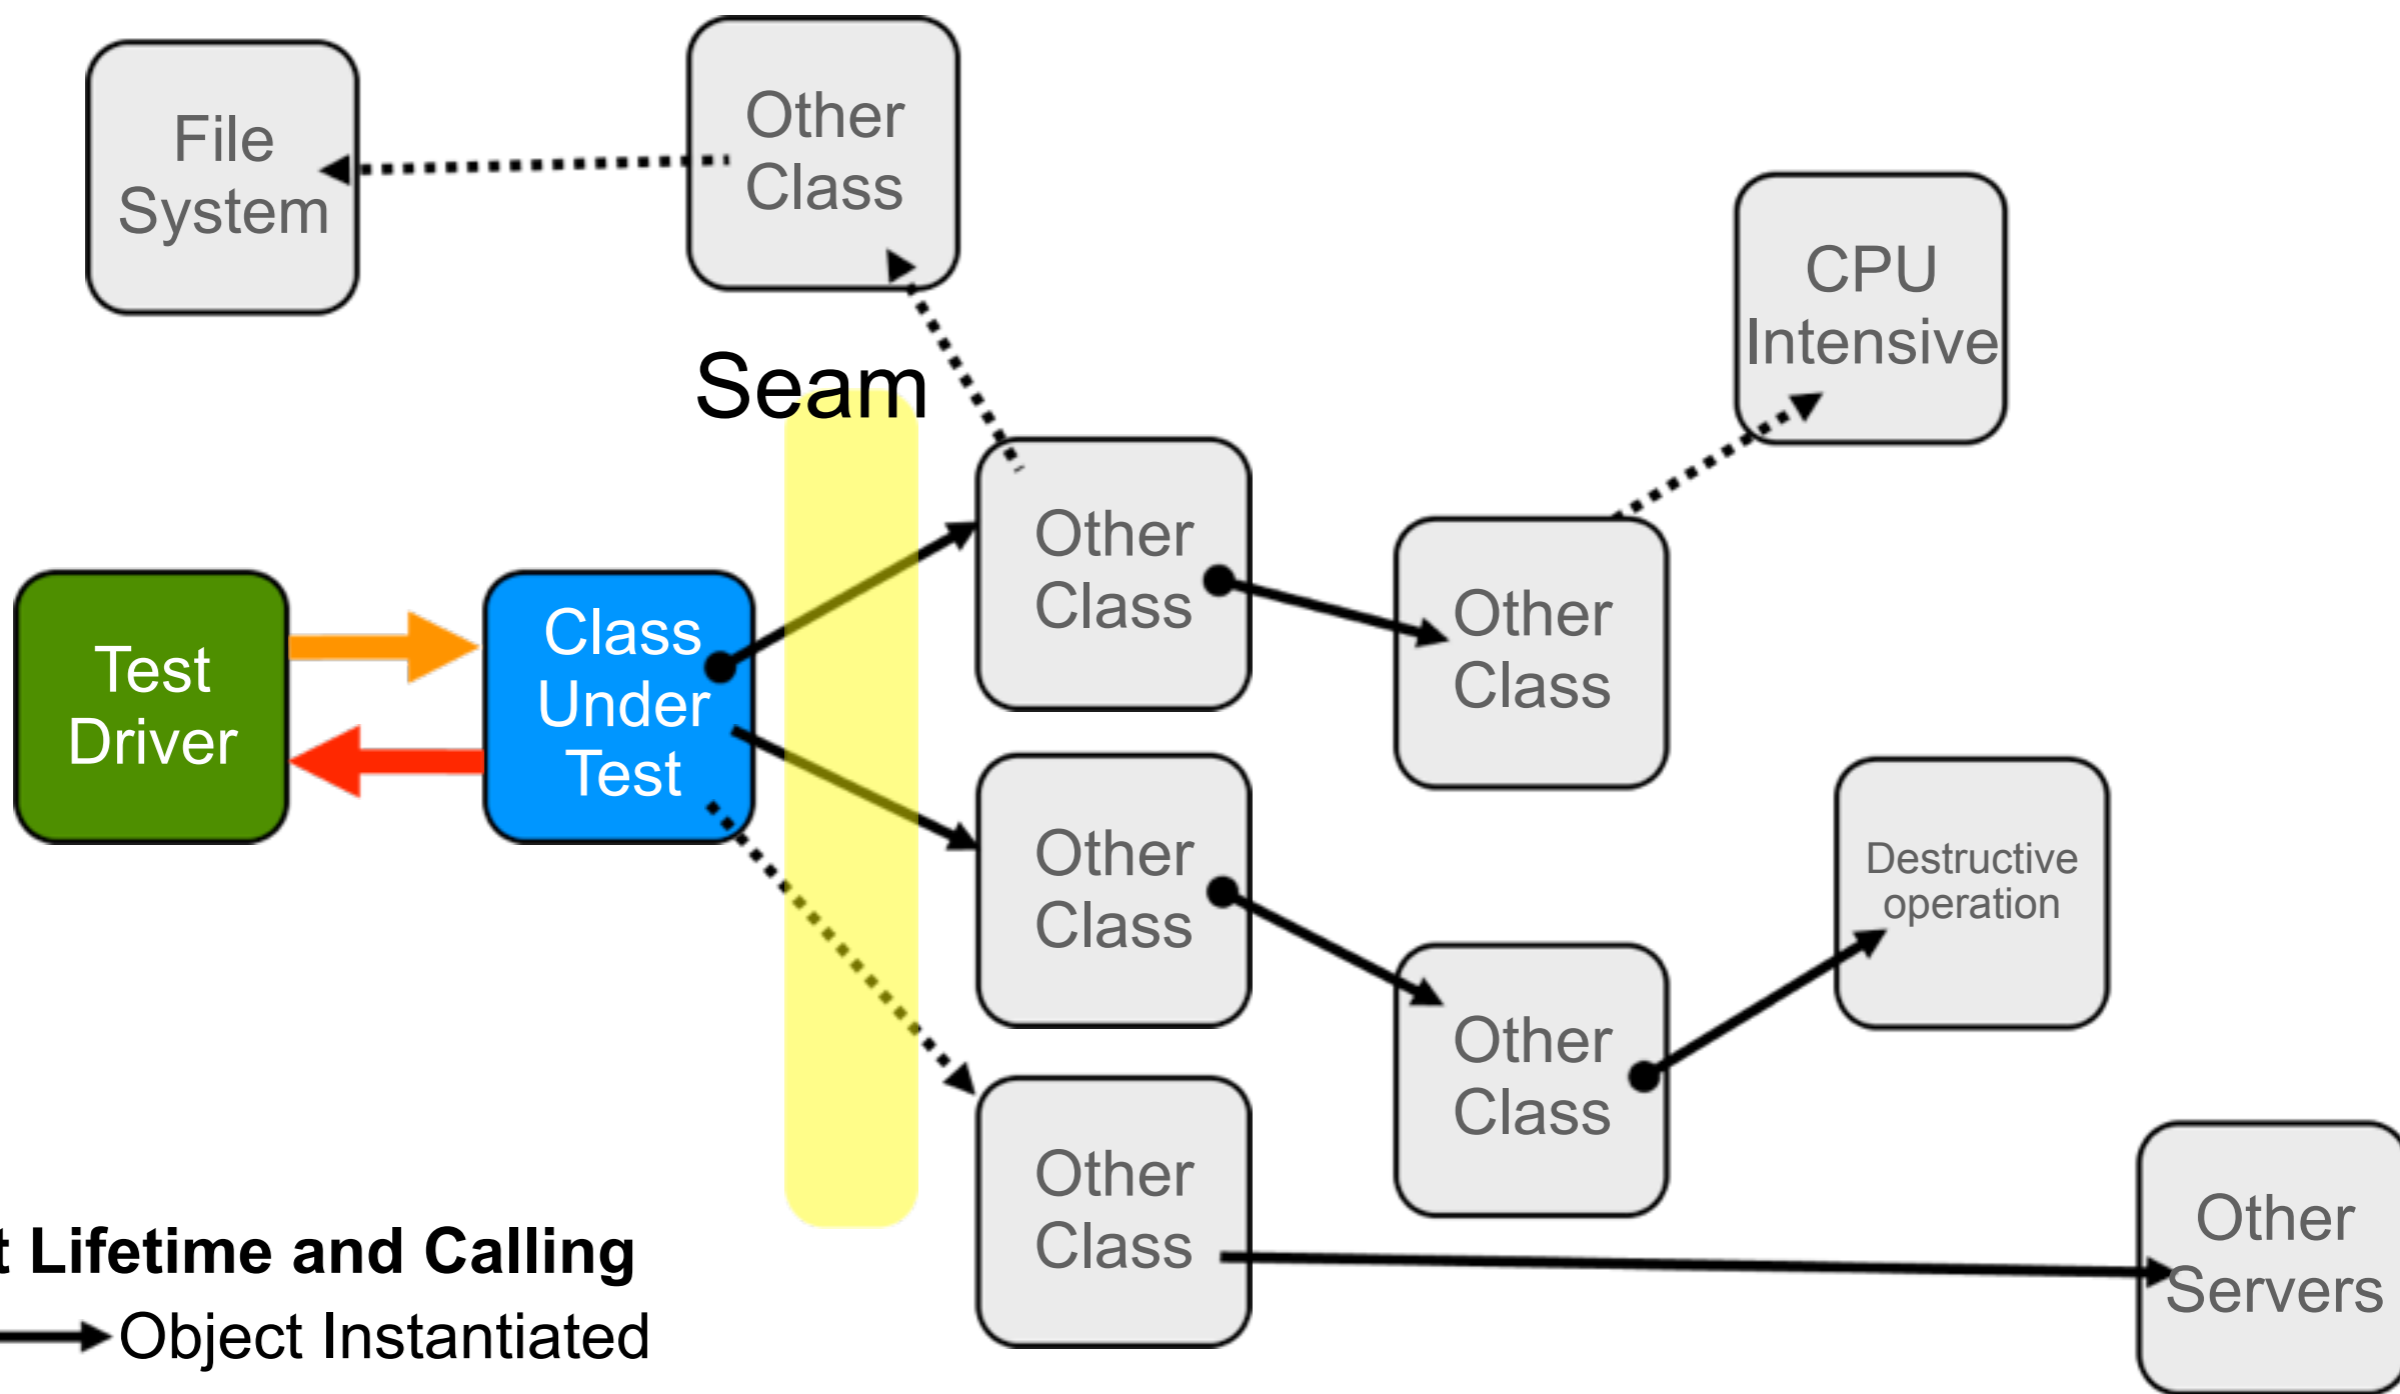 File
System
Other
Class
CPU
Intensive
Seam
Other
Class
Other
Class
Test
Driver
Class
Under
Test
Other
Class
Destructive
operation
Other
Class
Other
Class
Other
Servers
t Lifetime and Calling
Object Instantiated